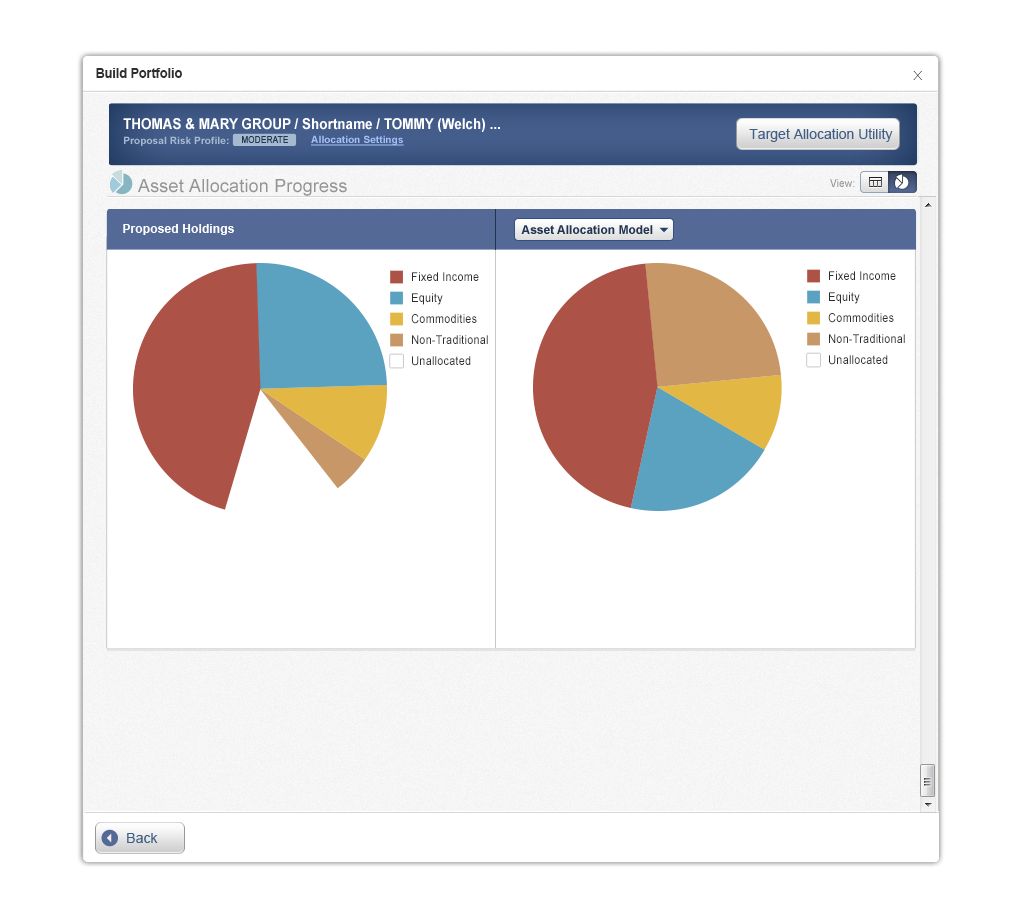 Build Portfolio
THOMAS & MARY GROUP / Shortname / TOMMY (Welch) ...
Proposal Risk Profile: MODERATE Allocation Settings
Target Allocation Utility
Asset Allocation Progress
View:
Proposed Holdings
Asset Allocation Model
Fixed Income
Equity
Commodities
Non-Traditional
Unallocated
Fixed Income
Equity
Commodities
Non-Traditional
Unallocated
Back